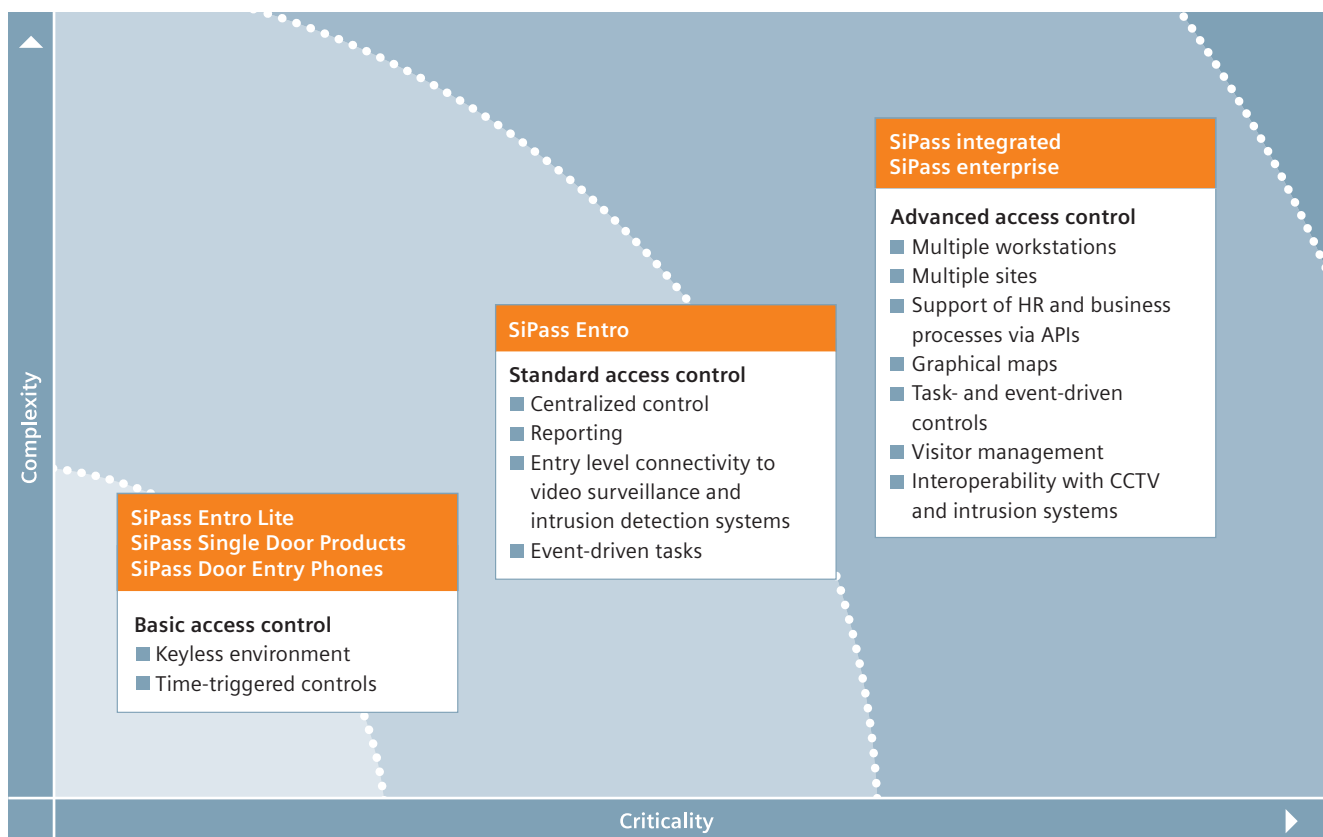 Complexity
SiPass integrated
SiPass enterprise
Advanced access control
Multiple workstations
Multiple sites
Support of HR and business
processes via APIs
Graphical maps
Task- and event-driven
controls
Visitor management
Interoperability with CCTV
and intrusion systems
SiPass Entro
Standard access control
Centralized control
Reporting
Entry level connectivity to
video surveillance and
intrusion detection systems
Event-driven tasks
SiPass Entro Lite
SiPass Single Door Products
SiPass Door Entry Phones
Basic access control
Keyless environment
Time-triggered controls
Criticality